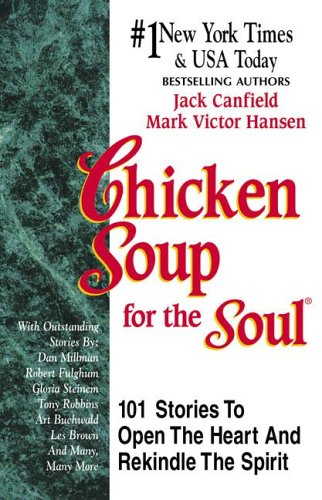 #1 New York Times
& USA Today
BESTSELLING AUTHORS
Jack Canfield
Mark Victor Hansen
Chicken
Soup
for the Soul®
With Outstanding
Stories By:
Dan Millman
Robert Fulghum
Gloria Steinem
Tony Robbins
Art Buchwald
Les Brown
And Many,
Many More
101 Stories To
Open The Heart And
Rekindle The Spirit